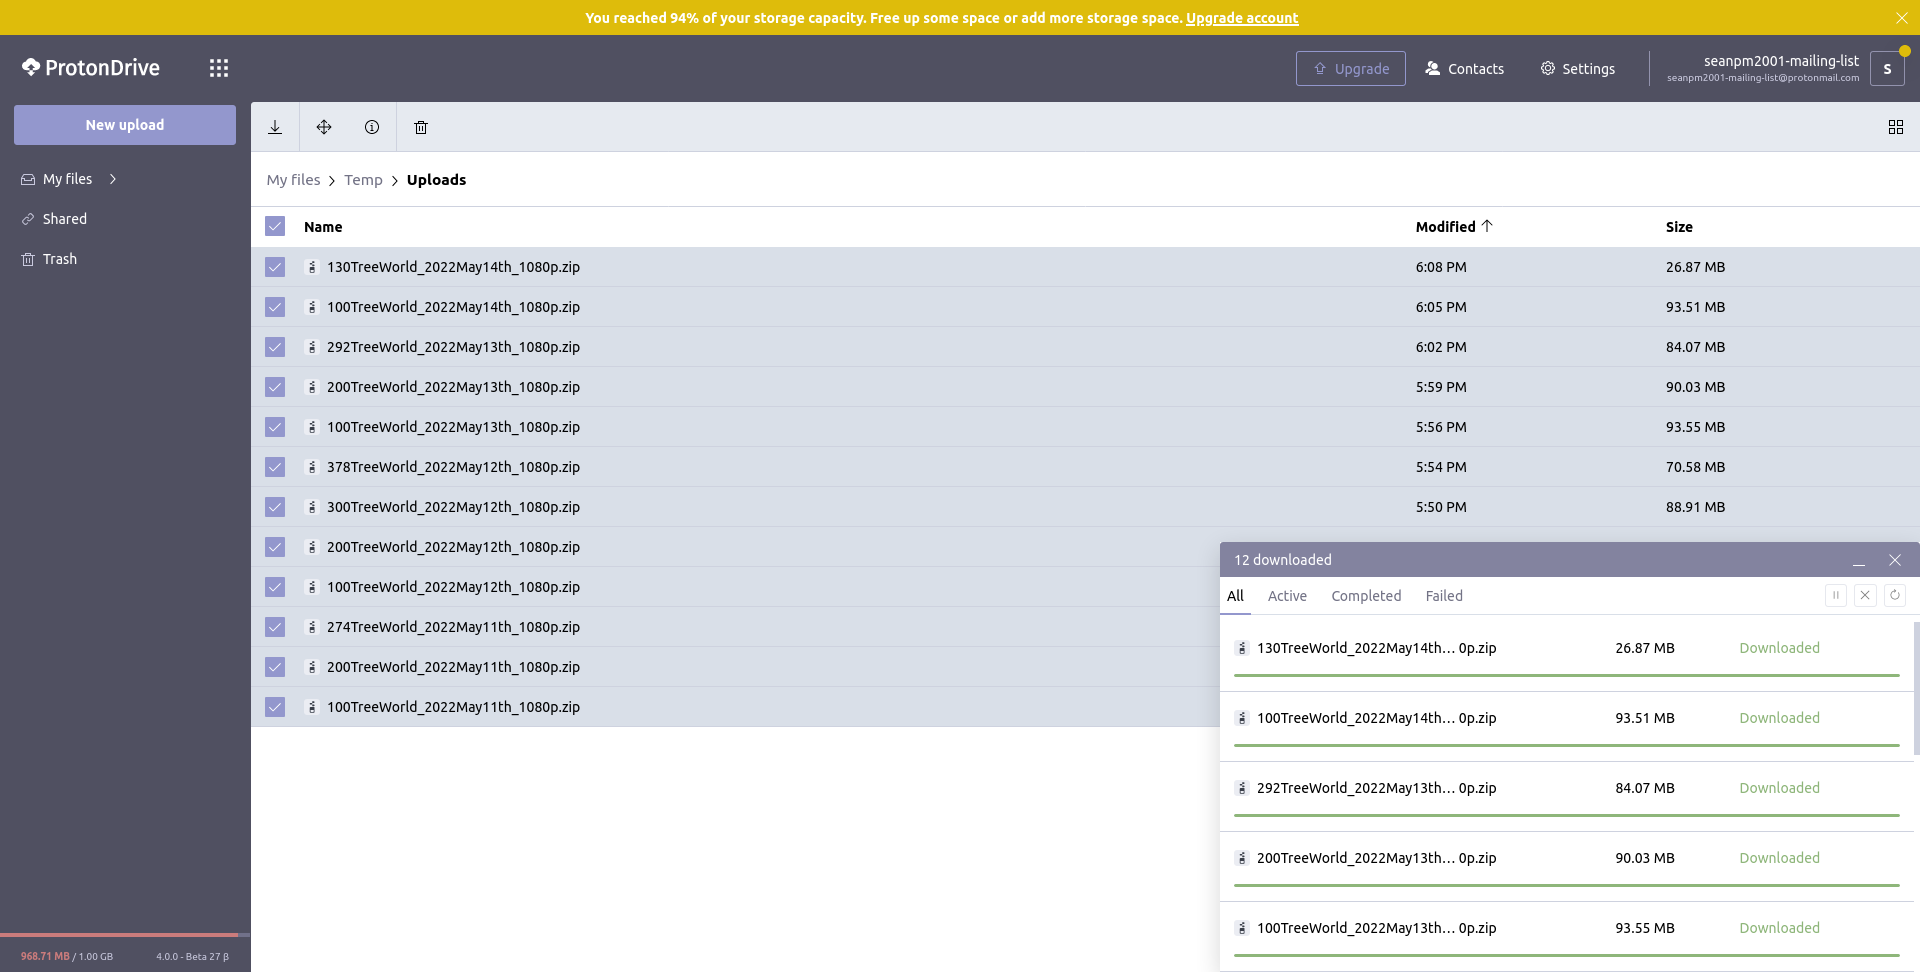 You reached 94% of your storage capacity. Free up some space or add more storage space. Upgrade account
ProtonDrive
Upgrade
Contacts
Settings
seanpm2001-mailing-list
seanpm2001-mailing-list@protonmail.com
S
New upload
My files
Shared
Trash
My files > Temp > Uploads
Name Modified Size
130TreeWorld_2022May14th_1080p.zip 6:08 PM 26.87 MB
100TreeWorld_2022May14th_1080p.zip 6:05 PM 93.51 MB
292TreeWorld_2022May13th_1080p.zip 6:02 PM 84.07 MB
200TreeWorld_2022May13th_1080p.zip 5:59 PM 90.03 MB
100TreeWorld_2022May13th_1080p.zip 5:56 PM 93.55 MB
378TreeWorld_2022May12th_1080p.zip 5:54 PM 70.58 MB
300TreeWorld_2022May12th_1080p.zip 5:50 PM 88.91 MB
200TreeWorld_2022May12th_1080p.zip
100TreeWorld_2022May12th_1080p.zip
274TreeWorld_2022May11th_1080p.zip
200TreeWorld_2022May11th_1080p.zip
100TreeWorld_2022May11th_1080p.zip
12 downloaded
All Active Completed Failed
130TreeWorld_2022May14th... 0p.zip 26.87 MB Downloaded
100TreeWorld_2022May14th... 0p.zip 93.51 MB Downloaded
292TreeWorld_2022May13th... 0p.zip 84.07 MB Downloaded
200TreeWorld_2022May13th... 0p.zip 90.03 MB Downloaded
100TreeWorld_2022May13th... 0p.zip 93.55 MB Downloaded
968.71 MB / 1.00 GB 4.0.0 - Beta 27 β